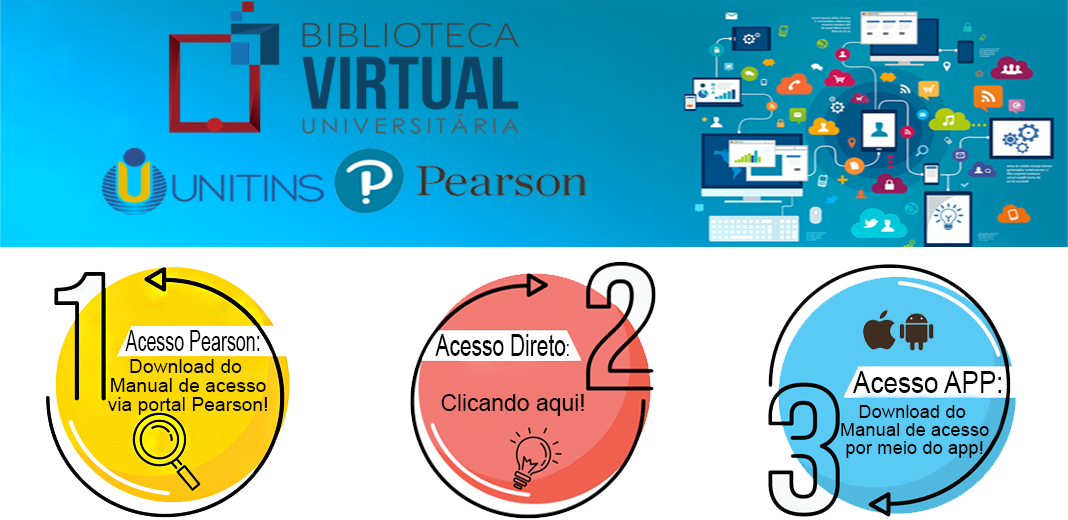 BIBLIOTECA
VIRTUAL
UNIVERSITÁRIA
UNITINS
Pearson
1
Acesso Pearson:
Download do
Manual de acesso
via portal Pearson!
2
Acesso Direto:
Clicando aqui!
3
Acesso APP:
Download do
Manual de acesso
por meio do app!